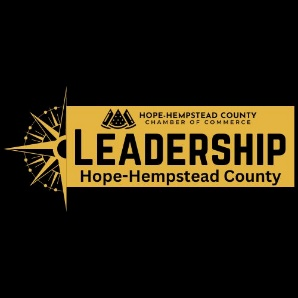 HOPE-HEMPSTEAD COUNTY
CHAMBER OF COMMERCE
LEADERSHIP
Hope-Hempstead County